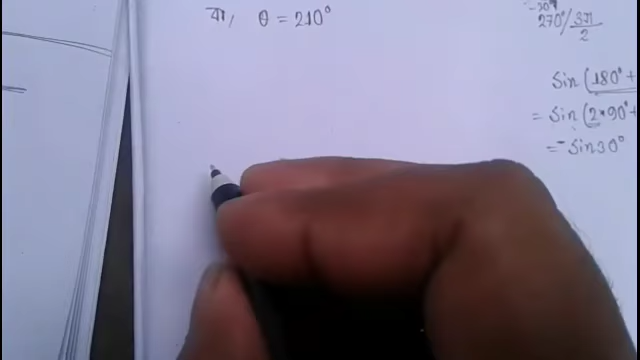 বা, θ = 210°
270°/3π/2
sin (180° +
= sin (2×90° +
= -sin30°